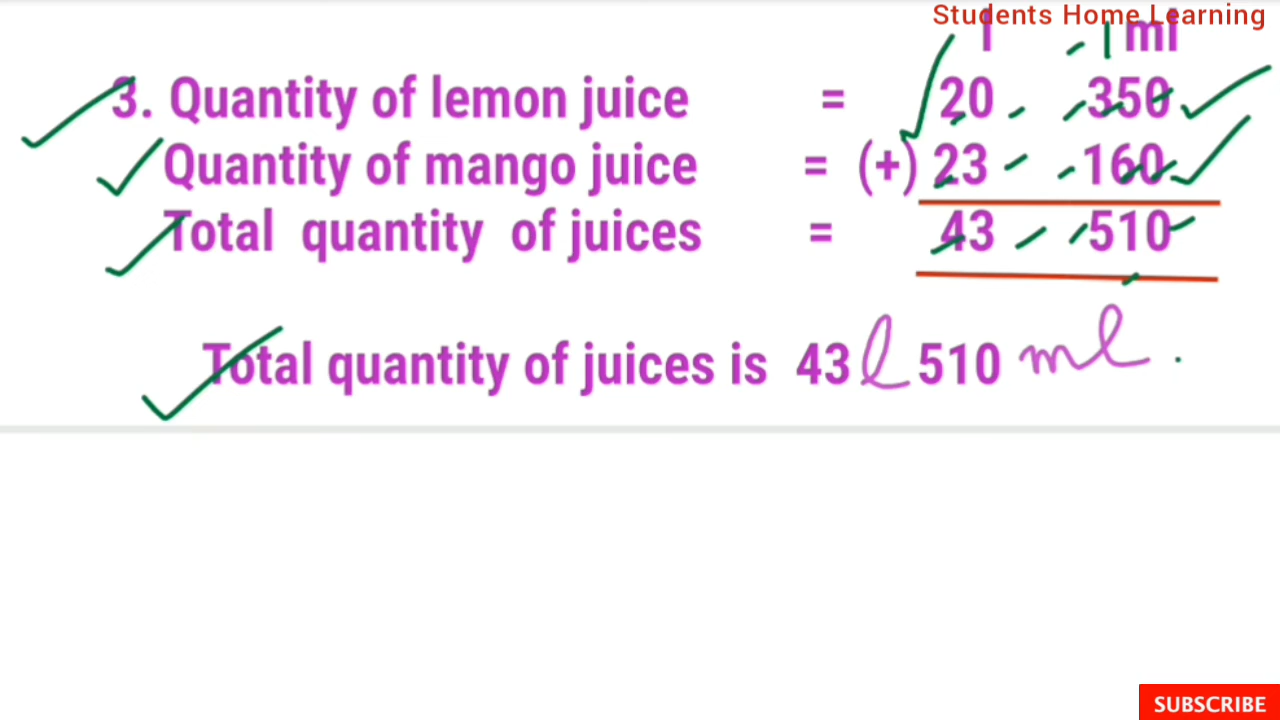 Students Home Learning
l ml
3. Quantity of lemon juice = 20 350
Quantity of mango juice = (+) 23 160
Total quantity of juices = 43 510
Total quantity of juices is 43 l 510 ml .
SUBSCRIBE